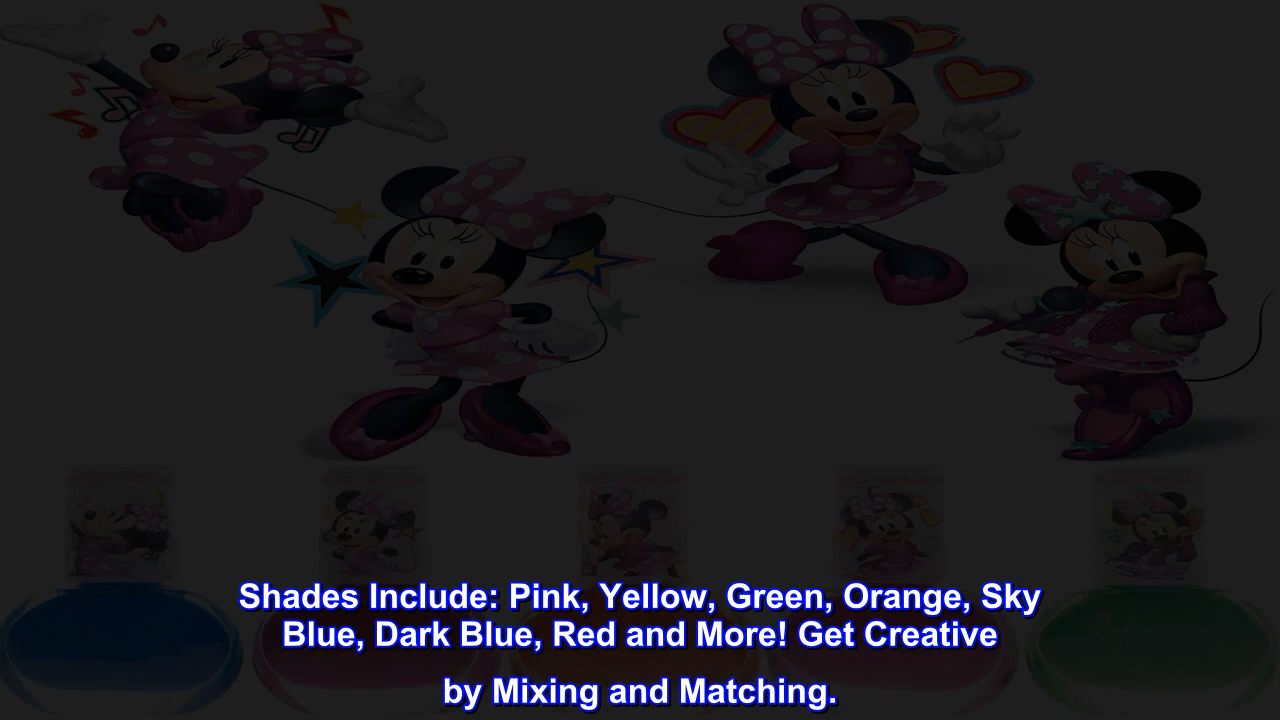 Shades Include: Pink, Yellow, Green, Orange, Sky
Blue, Dark Blue, Red and More! Get Creative
by Mixing and Matching.